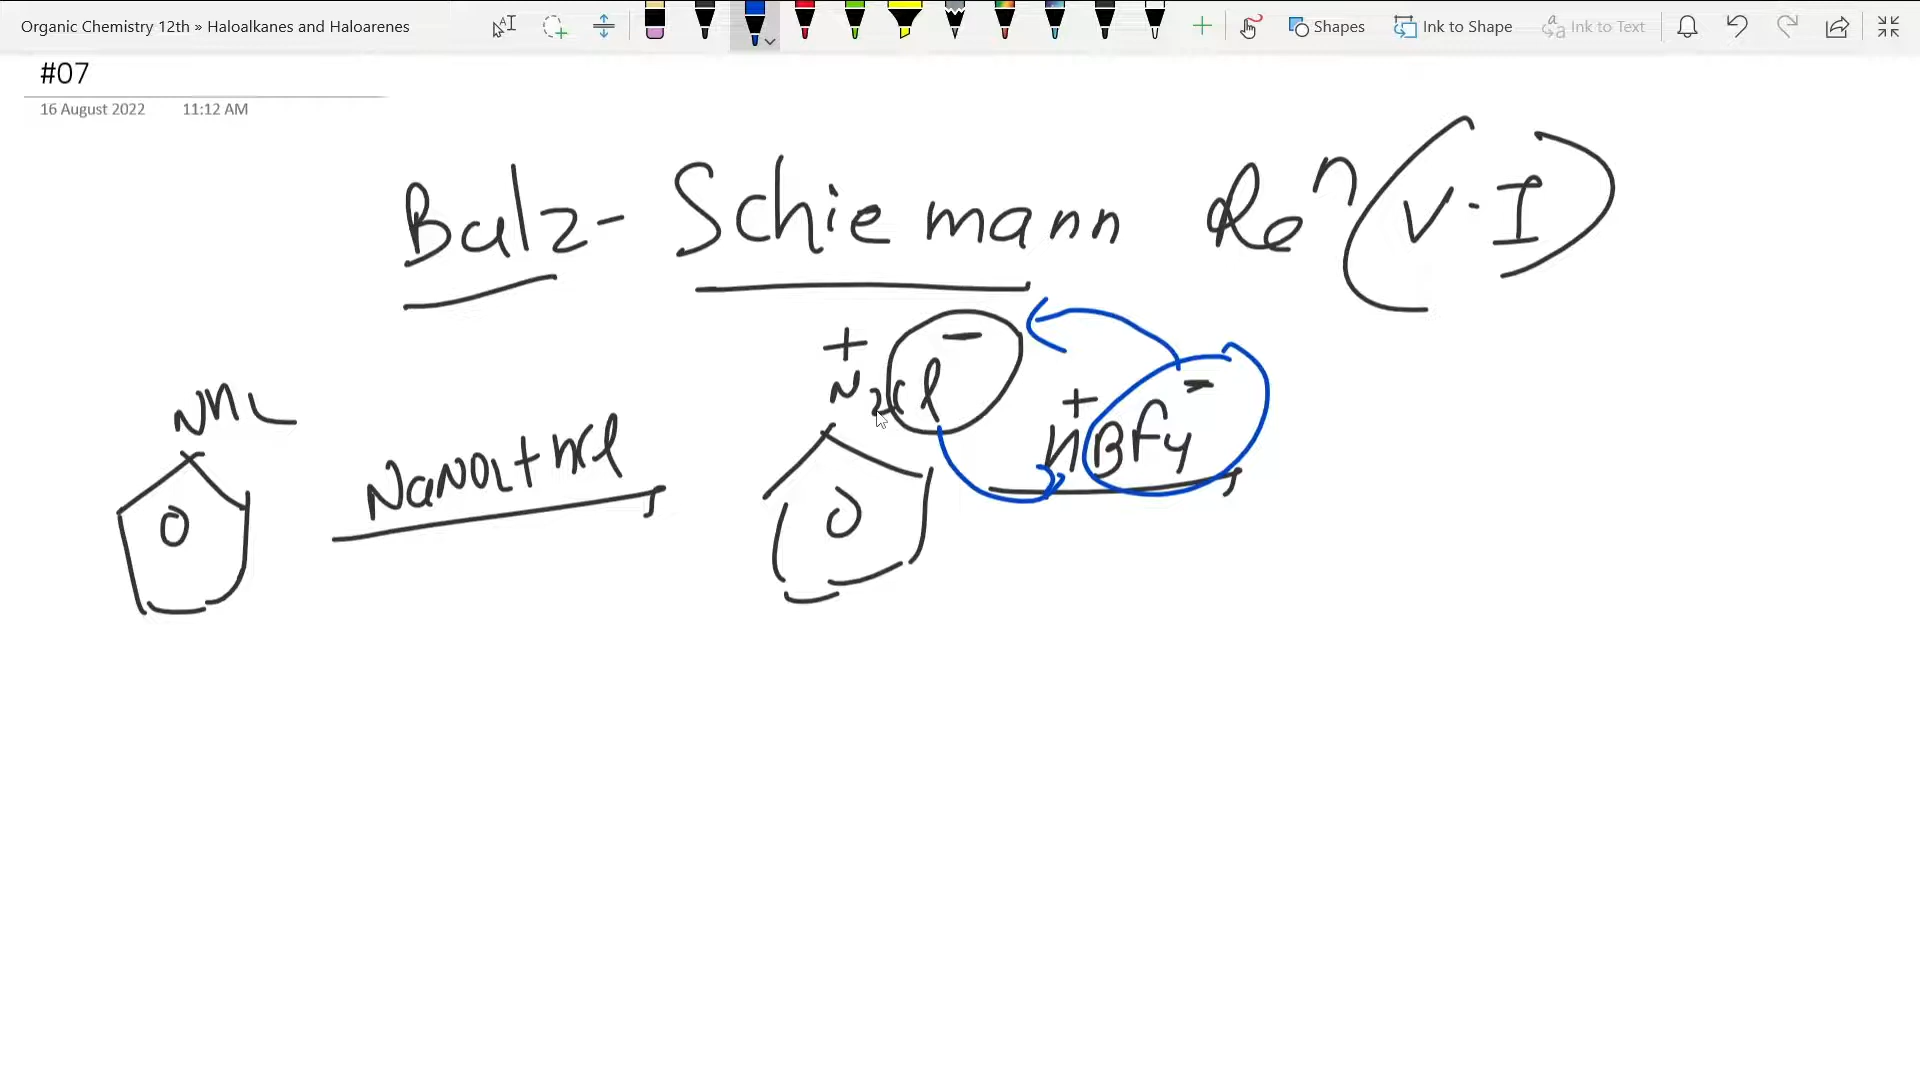 Organic Chemistry 12th » Haloalkanes and Haloarenes
Shapes
Ink to Shape
Ink to Text
#07
16 August 2022 11:12 AM
Balz-Schiemann Reⁿ (V·I)
NH₂
NaNO₂+HCl
+ N₂Cl -
+ HBF₄ -